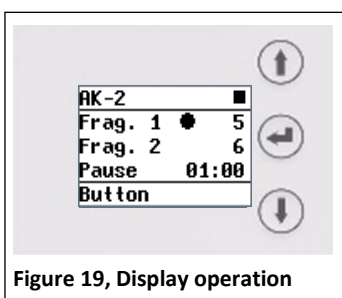 AK-2
Frag. 1 5
Frag. 2 6
Pause 01:00
Button
Figure 19, Display operation